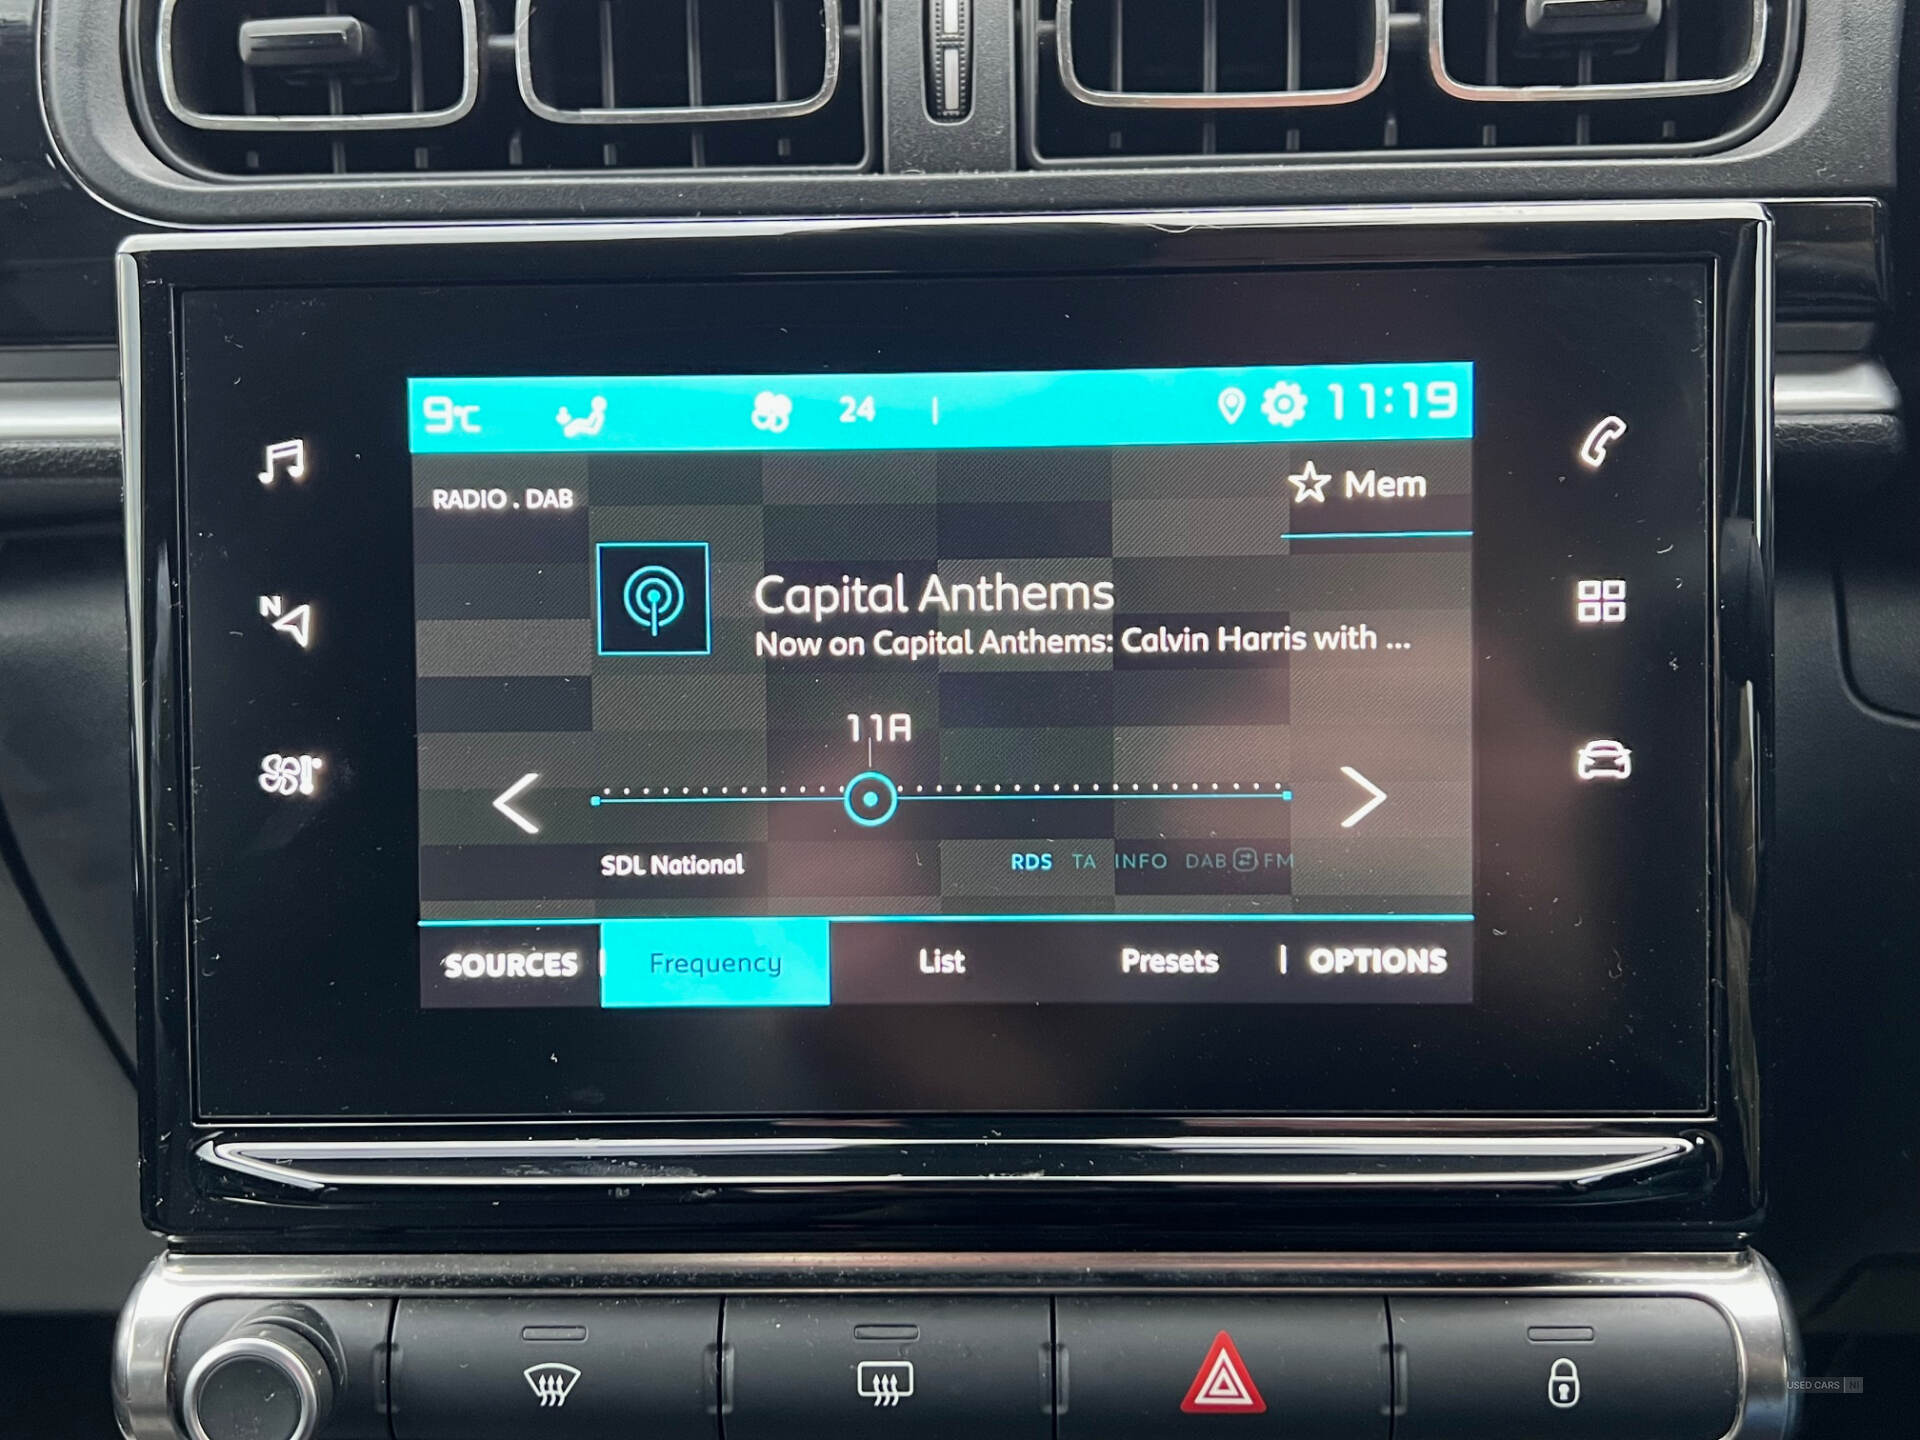 9°C 24 11:19
RADIO . DAB
Mem
N
Capital Anthems
Now on Capital Anthems: Calvin Harris with ...
11A
SDL National
RDS TA INFO DAB FM
SOURCES Frequency List Presets OPTIONS
USED CARS NI